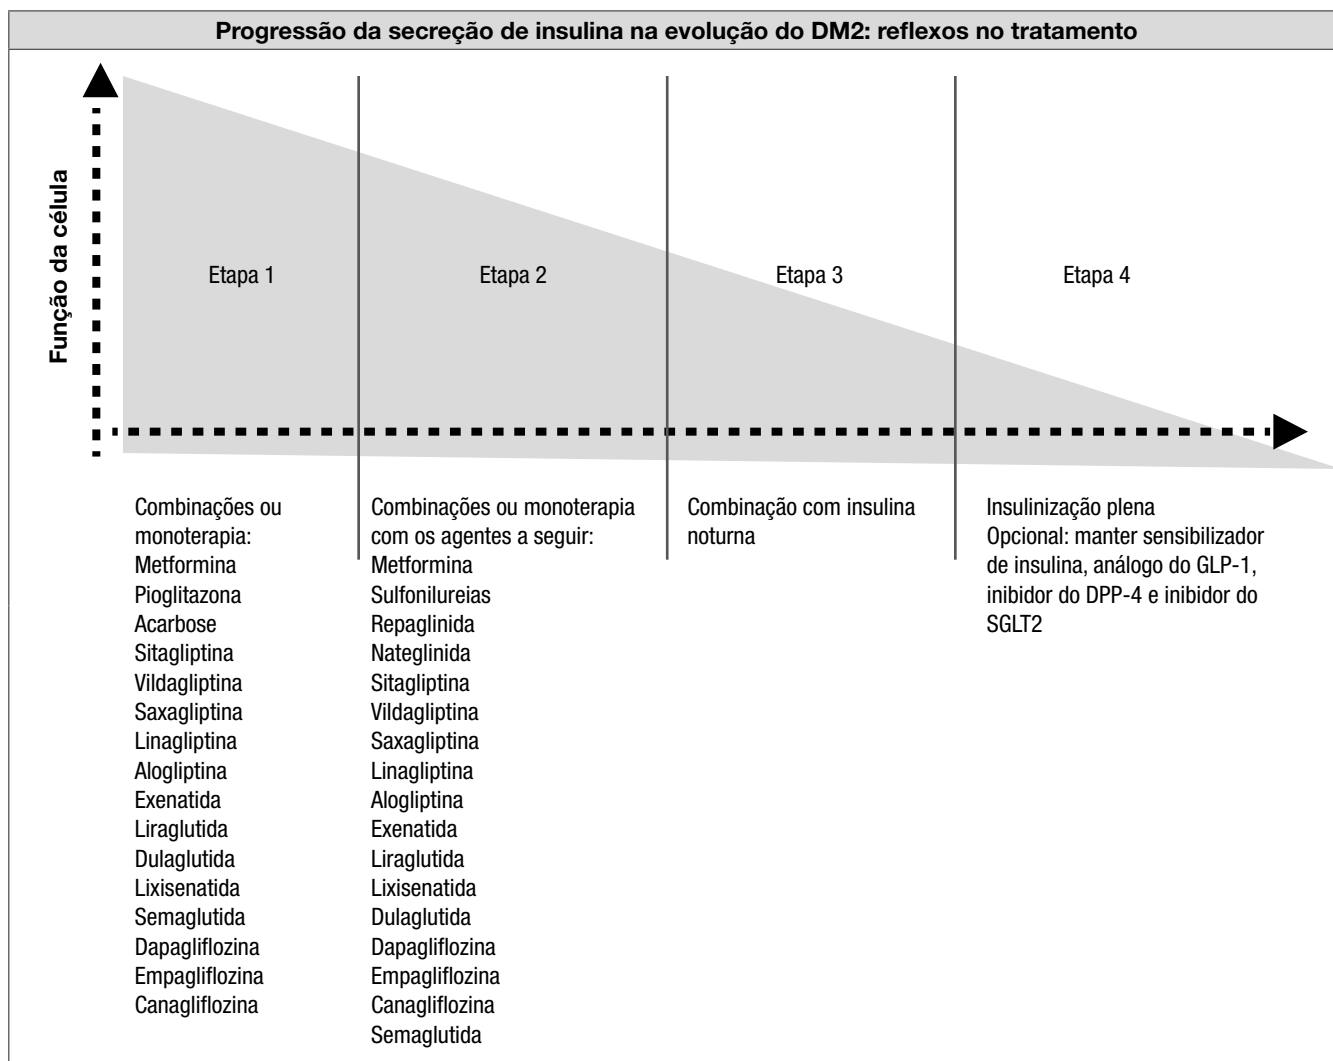 Progressão da secreção de insulina na evolução do DM2: reflexos no tratamento
Função da célula
Etapa 1
Etapa 2
Etapa 3
Etapa 4
Combinações ou
monoterapia:
Metformina
Pioglitazona
Acarbose
Sitagliptina
Vildagliptina
Saxagliptina
Linagliptina
Alogliptina
Exenatida
Liraglutida
Dulaglutida
Lixisenatida
Semaglutida
Dapagliflozina
Empagliflozina
Canagliflozina
Combinações ou monoterapia
com os agentes a seguir:
Metformina
Sulfonilureias
Repaglinida
Nateglinida
Sitagliptina
Vildagliptina
Saxagliptina
Linagliptina
Alogliptina
Exenatida
Liraglutida
Lixisenatida
Dulaglutida
Dapagliflozina
Empagliflozina
Canagliflozina
Semaglutida
Combinação com insulina
noturna
Insulinização plena
Opcional: manter sensibilizador
de insulina, análogo do GLP-1,
inibidor do DPP-4 e inibidor do
SGLT2